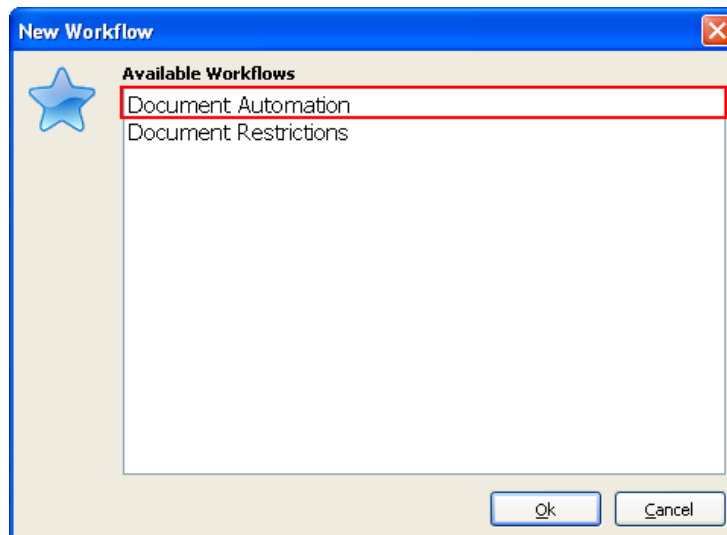 New Workflow
Available Workflows
Document Automation
Document Restrictions
Ok
Cancel